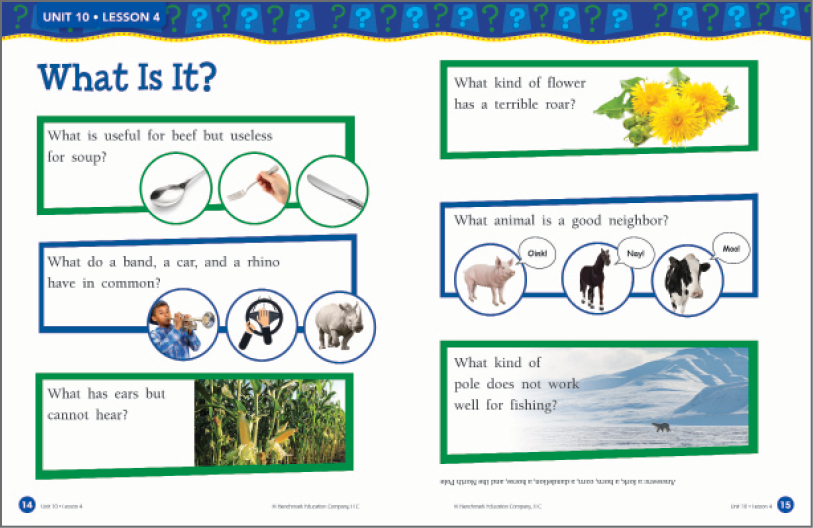 UNIT 10 • LESSON 4
What Is It?
What is useful for beef but useless
for soup?
What do a band, a car, and a rhino
have in common?
What has ears but
cannot hear?
14 Unit 10 • Lesson 4
© Benchmark Education Company, LLC
What kind of flower
has a terrible roar?
What animal is a good neighbor?
Oink!
Nay!
Moo!
What kind of
pole does not work
well for fishing?
Answers: a fork, a horn, corn, a dandelion, a horse, and the North Pole
© Benchmark Education Company, LLC
Unit 10 • Lesson 4 15